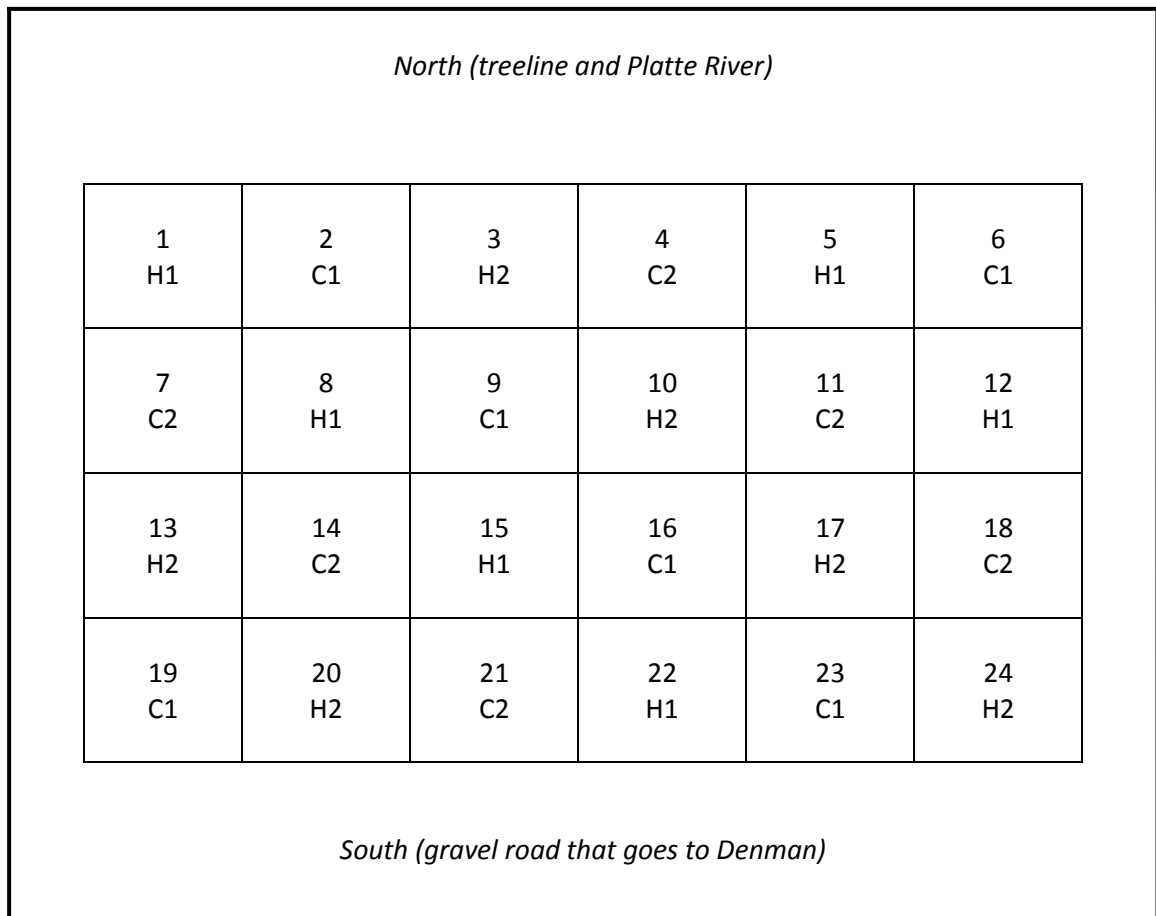 North (treeline and Platte River)
1 2 3 4 5 6
H1 C1 H2 C2 H1 C1
7 8 9 10 11 12
C2 H1 C1 H2 C2 H1
13 14 15 16 17 18
H2 C2 H1 C1 H2 C2
19 20 21 22 23 24
C1 H2 C2 H1 C1 H2
South (gravel road that goes to Denman)